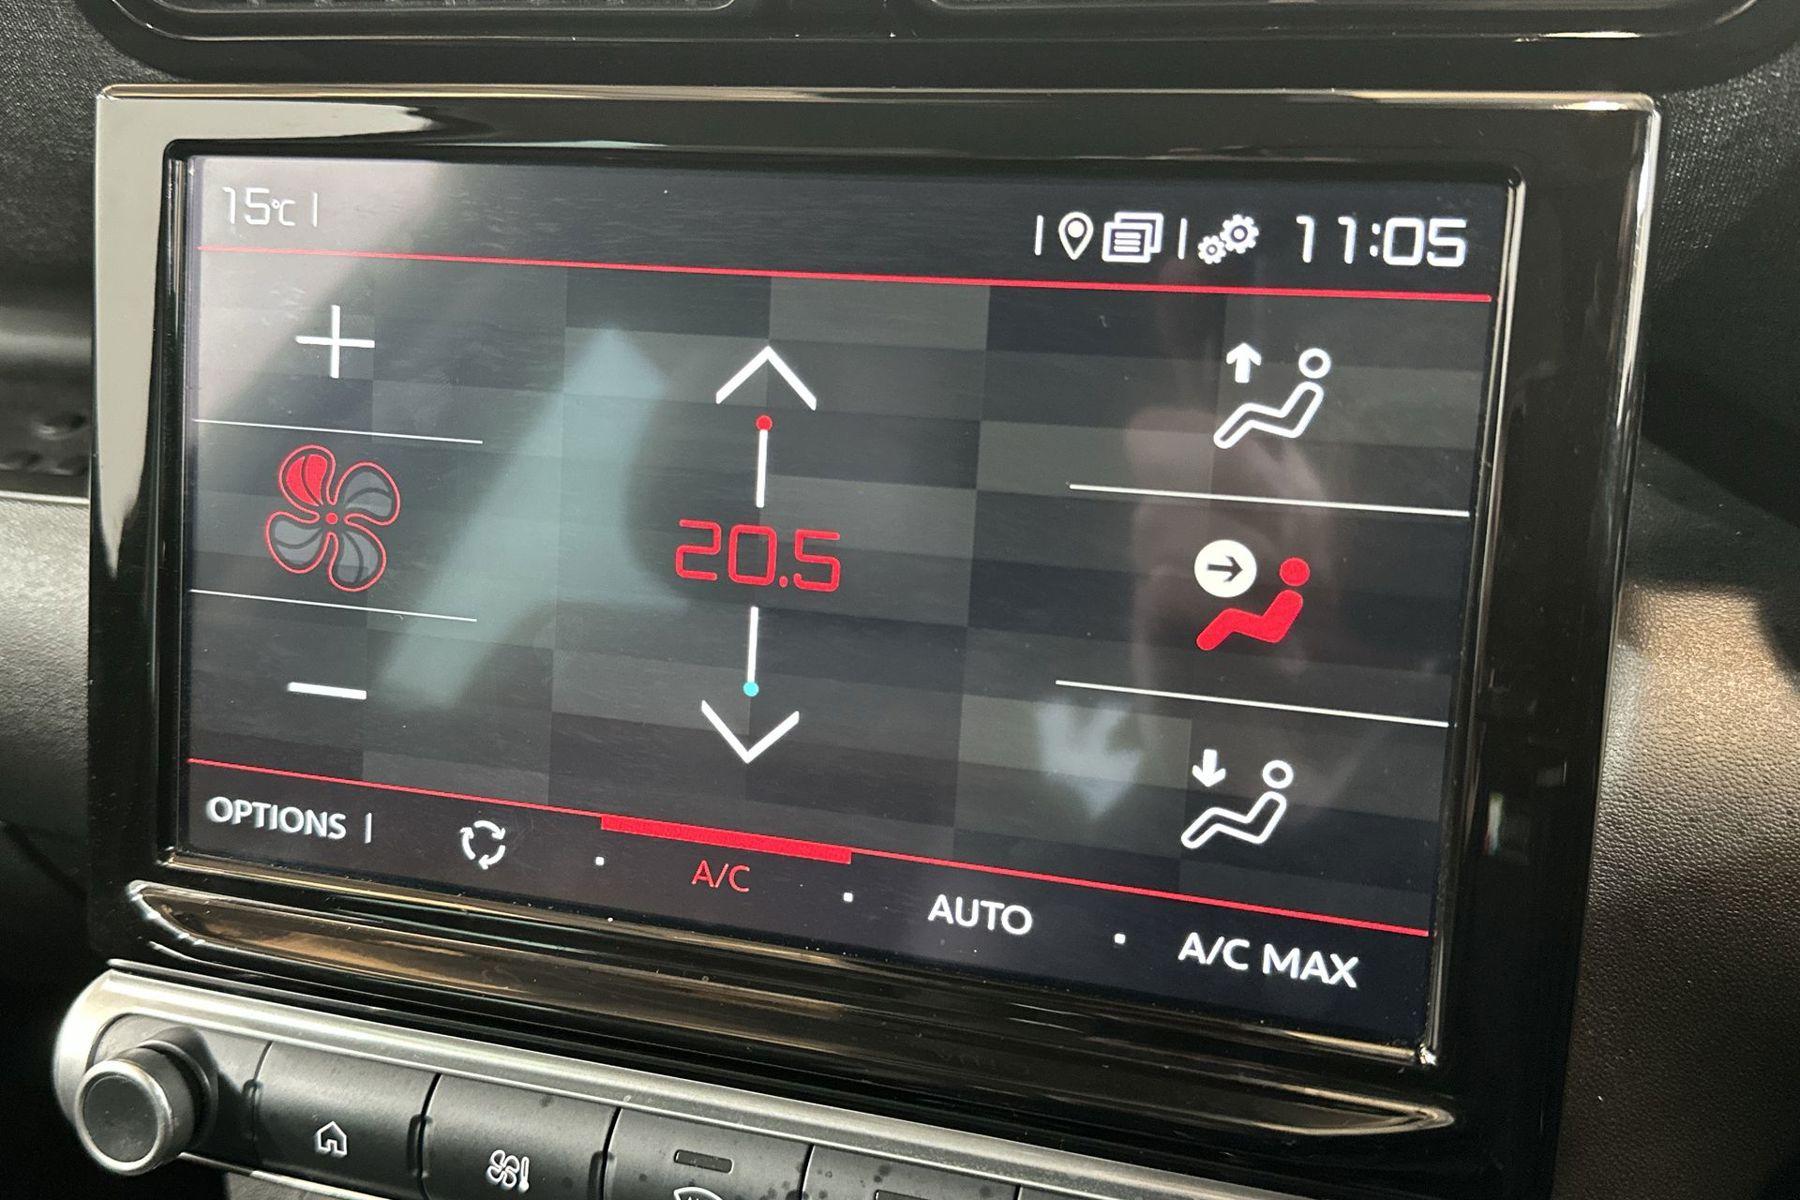 15°C
11:05
20.5
OPTIONS
A/C
AUTO
A/C MAX